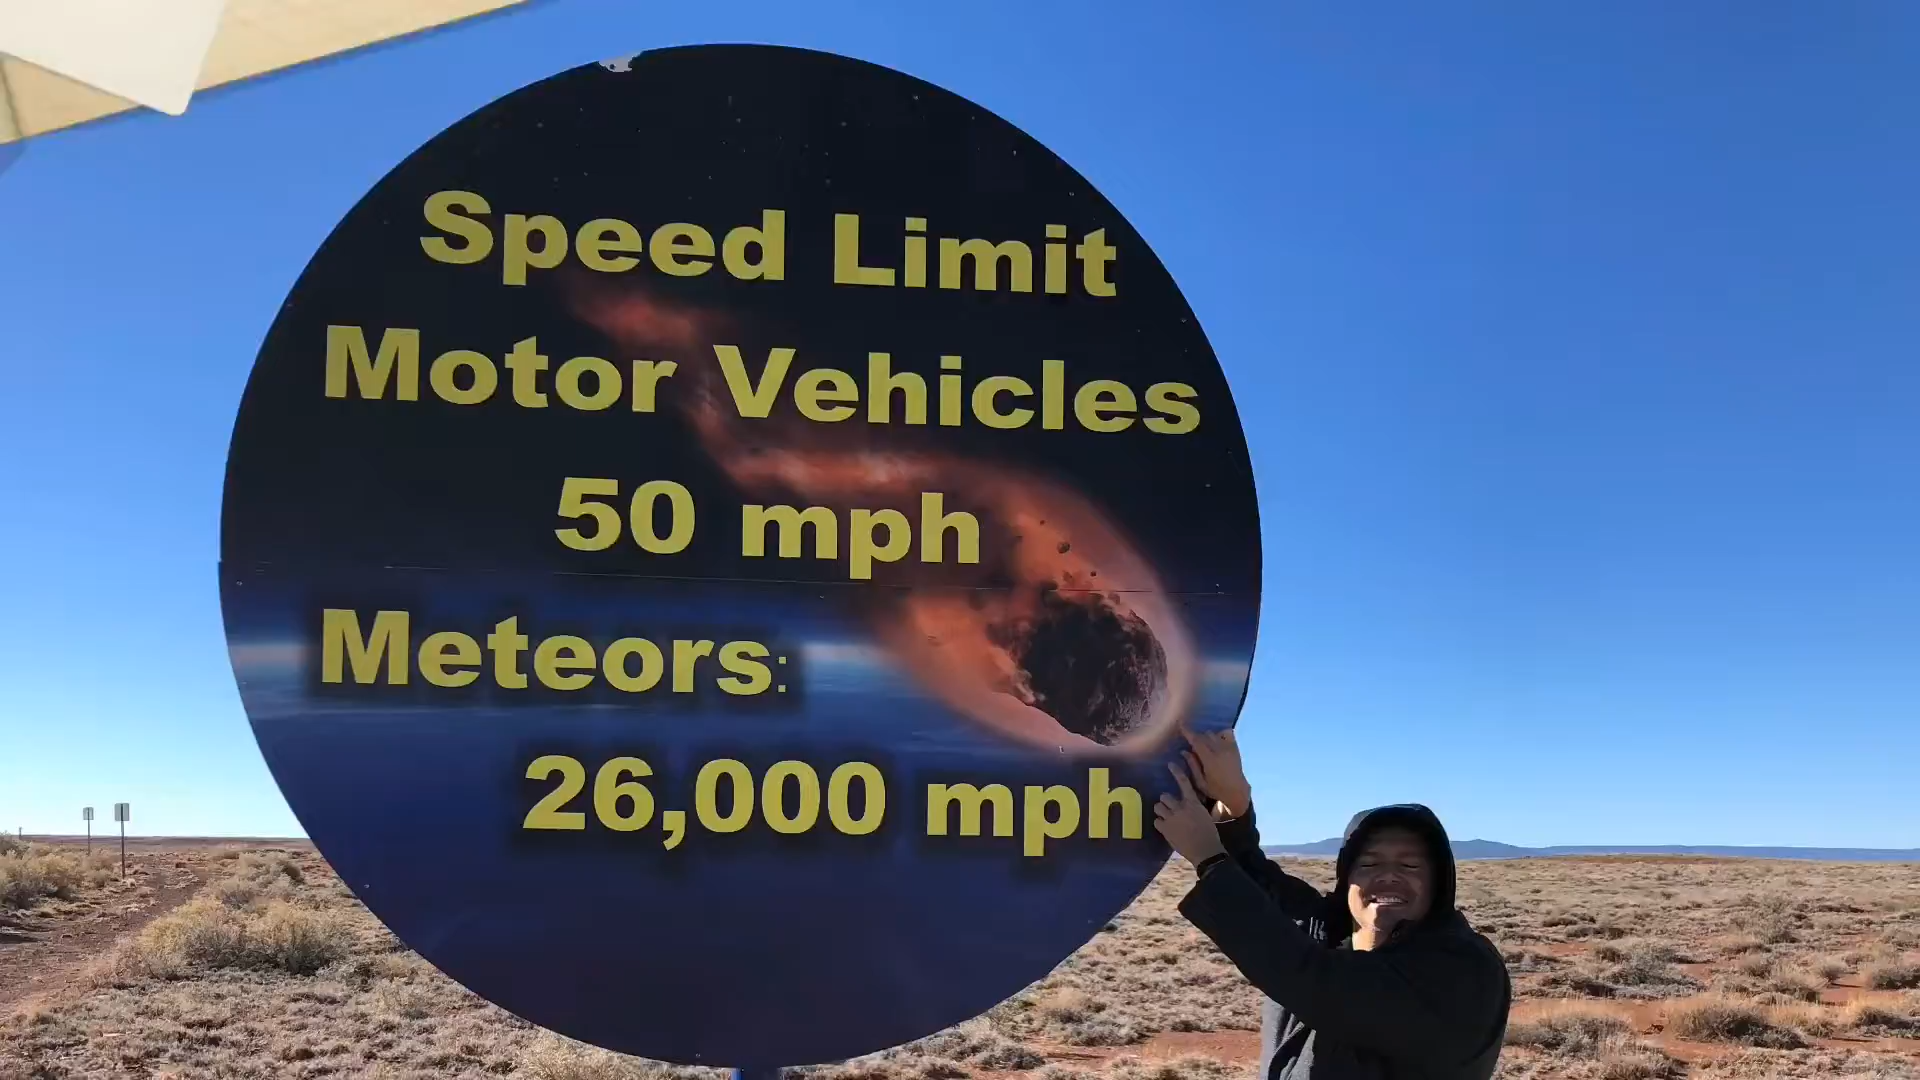 Speed Limit
Motor Vehicles
50 mph
Meteors:
26,000 mph